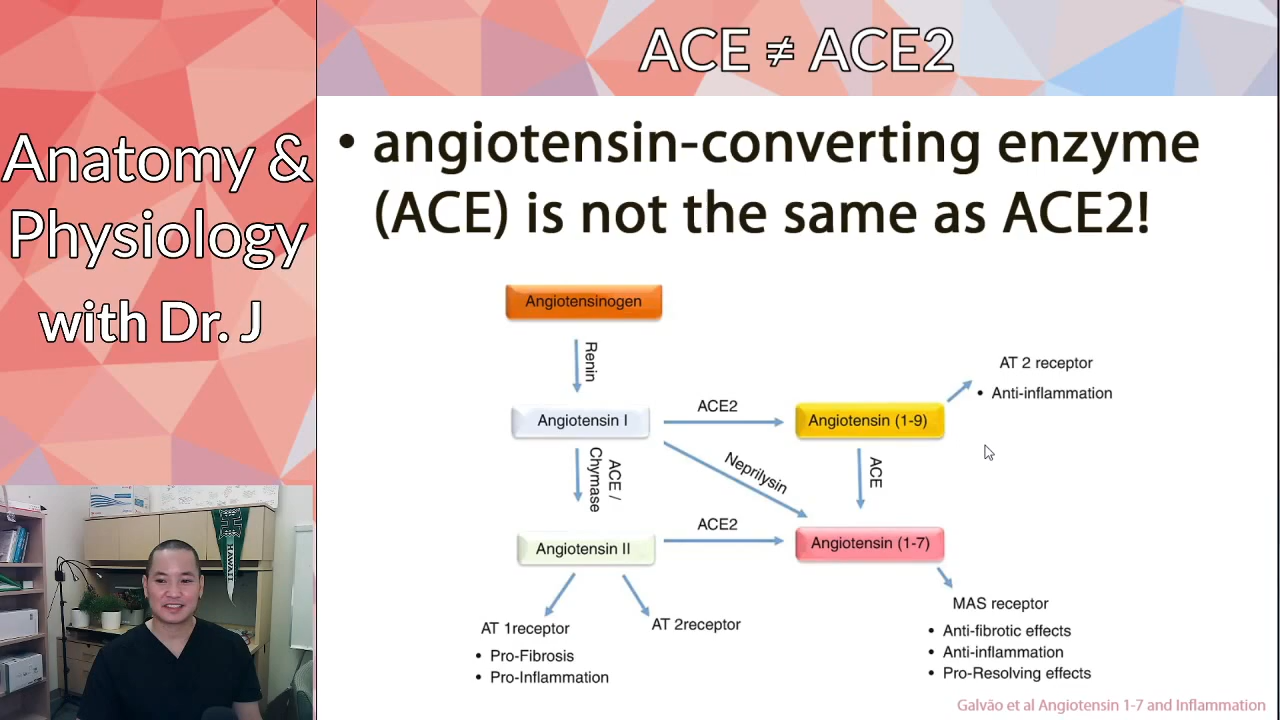 Anatomy &
Physiology
with Dr. J
ACE ≠ ACE2
• angiotensin-converting enzyme
(ACE) is not the same as ACE2!
Angiotensinogen
Renin
Angiotensin I
ACE2
Angiotensin (1-9)
AT 2 receptor
• Anti-inflammation
ACE /
Chymase
Neprilysin
ACE
Angiotensin II
ACE2
Angiotensin (1-7)
AT 1receptor
• Pro-Fibrosis
• Pro-Inflammation
AT 2receptor
MAS receptor
• Anti-fibrotic effects
• Anti-inflammation
• Pro-Resolving effects
Galvão et al Angiotensin 1-7 and Inflammation
H
HAWAII